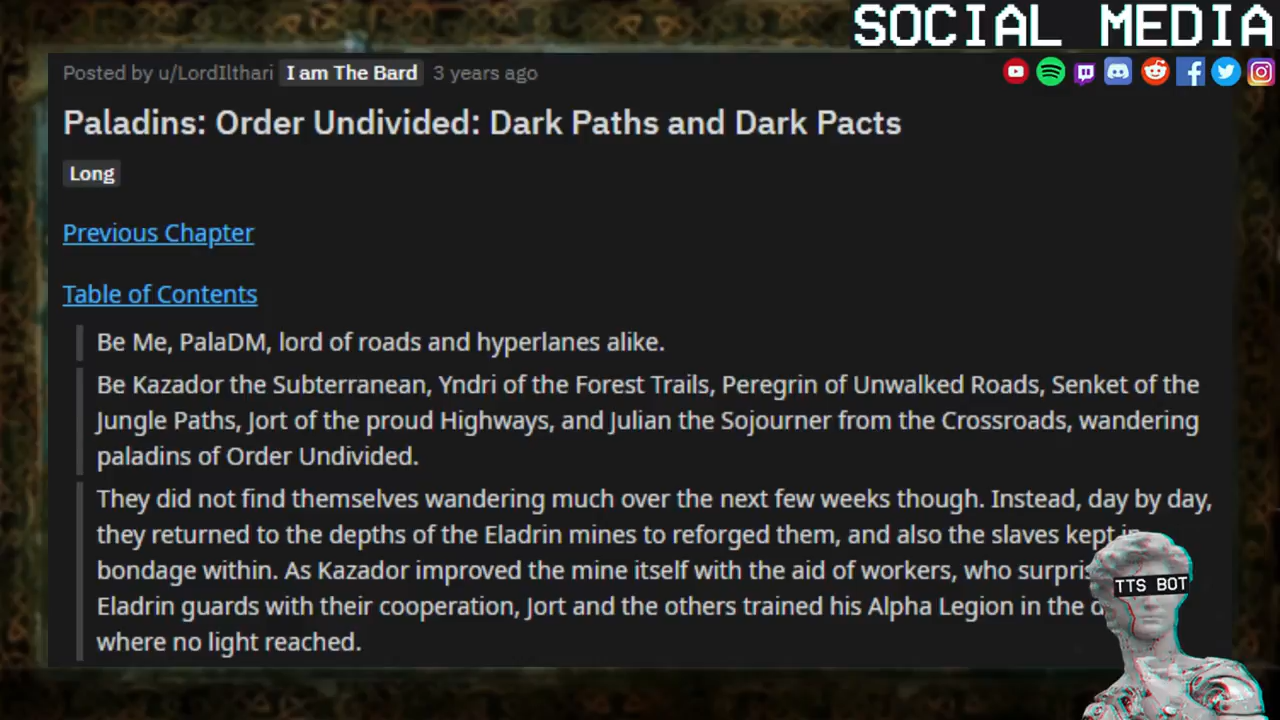 SOCIAL MEDIA
Posted by u/LordIlthari I am The Bard 3 years ago
Paladins: Order Undivided: Dark Paths and Dark Pacts
Long
Previous Chapter
Table of Contents
Be Me, PalaDM, lord of roads and hyperlanes alike.
Be Kazador the Subterranean, Yndri of the Forest Trails, Peregrin of Unwalked Roads, Senket of the
Jungle Paths, Jort of the proud Highways, and Julian the Sojourner from the Crossroads, wandering
paladins of Order Undivided.
They did not find themselves wandering much over the next few weeks though. Instead, day by day,
they returned to the depths of the Eladrin mines to reforged them, and also the slaves kept
bondage within. As Kazador improved the mine itself with the aid of workers, who
Eladrin guards with their cooperation, Jort and the others trained his Alpha Legion in the
where no light reached.
TTS BOT